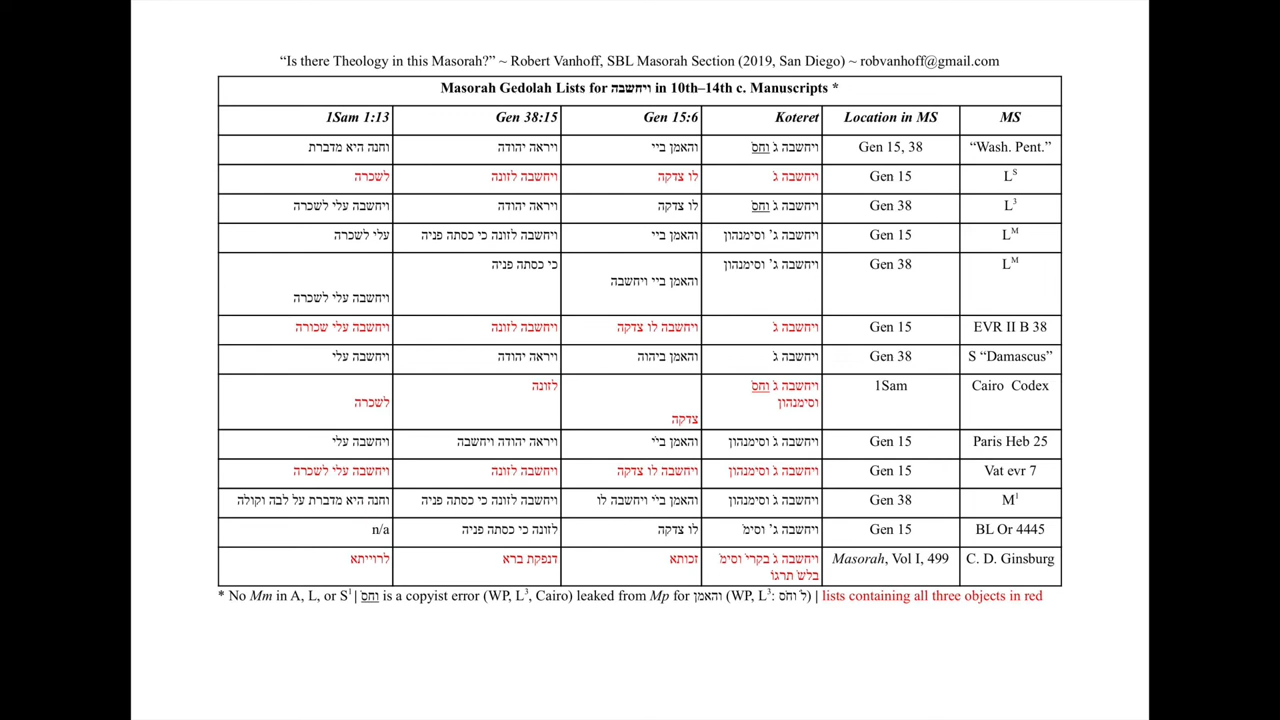 “Is there Theology in this Masorah?” ~ Robert Vanhoff, SBL Masorah Section (2019, San Diego) ~ robvanhoff@gmail.com
Masorah Gedolah Lists for ויחשבה in 10th–14th c. Manuscripts *
1Sam 1:13 Gen 38:15 Gen 15:6 Koteret Location in MS MS
וחנה היא מדברת ויראה יהודה והאמן ביי ויחשבה ג̇ וחס̇ Gen 15, 38 “Wash. Pent.”
לשכרה ויחשבה לזונה לו צדקה ויחשבה ג̇ Gen 15 Lˢ
ויחשבה עלי לשכרה ויראה יהודה לו צדקה ויחשבה ג̇ וחס̇ Gen 38 L³
עלי לשכרה ויחשבה לזונה כי כסתה פניה והאמן ביי ויחשבה ג’ וסימנהון Gen 15 Lᴹ
כי כסתה פניה ויחשבה ג’ וסימנהון Gen 38 Lᴹ
והאמן ביי ויחשבה
ויחשבה עלי לשכרה
ויחשבה עלי שכורה ויחשבה לזונה ויחשבה לו צדקה ויחשבה ג̇ Gen 15 EVR II B 38
ויחשבה עלי ויראה יהודה והאמן ביהוה ויחשבה ג̇ Gen 38 S “Damascus”
לזונה ויחשבה ג̇ וחס̇ 1Sam Cairo Codex
לשכרה וסימנהון
צדקה
ויחשבה עלי ויראה יהודה ויחשבה והאמן ביי̇ ויחשבה ג̇ וסימנהון Gen 15 Paris Heb 25
ויחשבה עלי לשכרה ויחשבה לזונה ויחשבה לו צדקה ויחשבה ג̇ וסימנהון Gen 15 Vat evr 7
וחנה היא מדברת על לבה וקולה ויחשבה לזונה כי כסתה פניה והאמן ביי̇ ויחשבה לו ויחשבה ג̇ וסימנהון Gen 38 M¹
n/a לזונה כי כסתה פניה לו צדקה ויחשבה ג’ וסימ̇ Gen 15 BL Or 4445
לרוייתא דנפקת ברא זכותא ויחשבה ג̇ בקרי̇ וסימ̇ Masorah, Vol I, 499 C. D. Ginsburg
בלש̇ תרגו̇
* No Mm in A, L, or S¹ | וחס̇ is a copyist error (WP, L³, Cairo) leaked from Mp for והאמן (WP, L³: ל̇ וחס̇) | lists containing all three objects in red